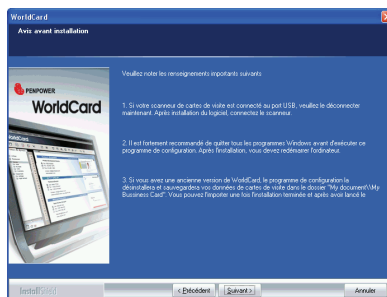 WorldCard
Avis avant installation
Veuillez noter les renseignements importants suivants
PENPOWER
WorldCard
1. Si votre scanneur de cartes de visite est connecté au port USB, veuillez le déconnecter
maintenant. Après installation du logiciel, connectez le scanneur.
2. Il est fortement recommandé de quitter tous les programmes Windows avant d'exécuter ce
programme de configuration. Après l'installation, vous devez redémarrer l'ordinateur.
3. Si vous avez une ancienne version de WorldCard, le programme de configuration la
désinstallera et sauvegardera vos données de cartes de visite dans le dossier "My document\\My
Bussiness Card". Vous pouvez l'importer une fois l'installation terminée et après avoir lancé le
< Précédent
Suivant >
Annuler